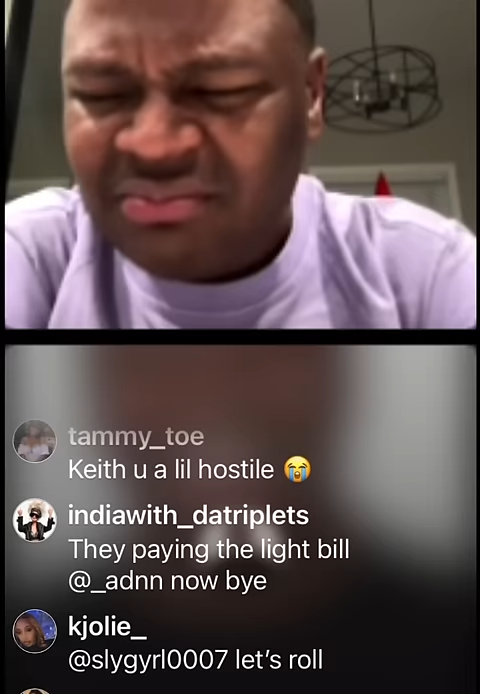 tammy_toe
Keith u a lil hostile 😭
indiawith_datriplets
They paying the light bill
@_adnn now bye
kjolie_
@slygyrl0007 let’s roll